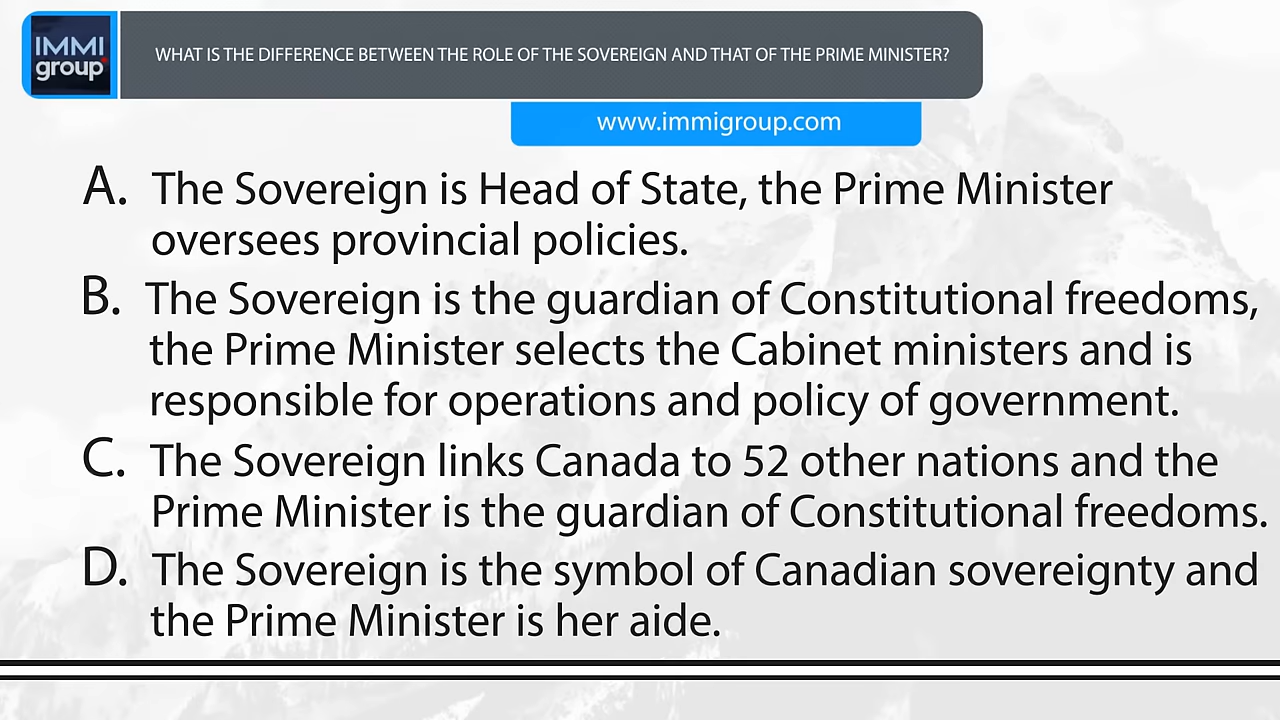 IMMI
group
WHAT IS THE DIFFERENCE BETWEEN THE ROLE OF THE SOVEREIGN AND THAT OF THE PRIME MINISTER?
www.immigroup.com
A. The Sovereign is Head of State, the Prime Minister
oversees provincial policies.
B. The Sovereign is the guardian of Constitutional freedoms,
the Prime Minister selects the Cabinet ministers and is
responsible for operations and policy of government.
C. The Sovereign links Canada to 52 other nations and the
Prime Minister is the guardian of Constitutional freedoms.
D. The Sovereign is the symbol of Canadian sovereignty and
the Prime Minister is her aide.